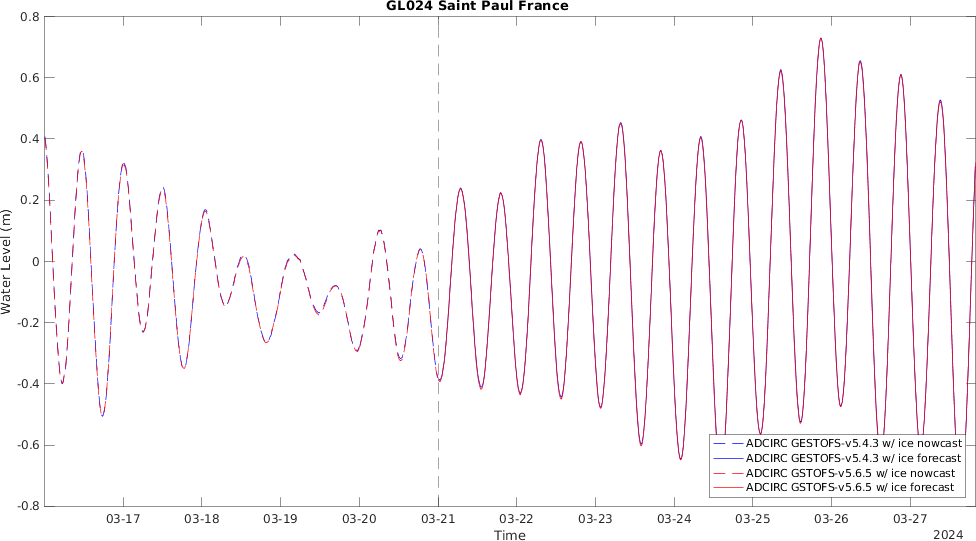 GL024 Saint Paul France
0.8
0.6
0.4
0.2
0
-0.2
-0.4
-0.6
-0.8
Water Level (m)
ADCIRC GESTOFS-v5.4.3 w/ ice nowcast
ADCIRC GESTOFS-v5.4.3 w/ ice forecast
ADCIRC GSTOFS-v5.6.5 w/ ice nowcast
ADCIRC GSTOFS-v5.6.5 w/ ice forecast
03-17 03-18 03-19 03-20 03-21 03-22 03-23 03-24 03-25 03-26 03-27
Time
2024